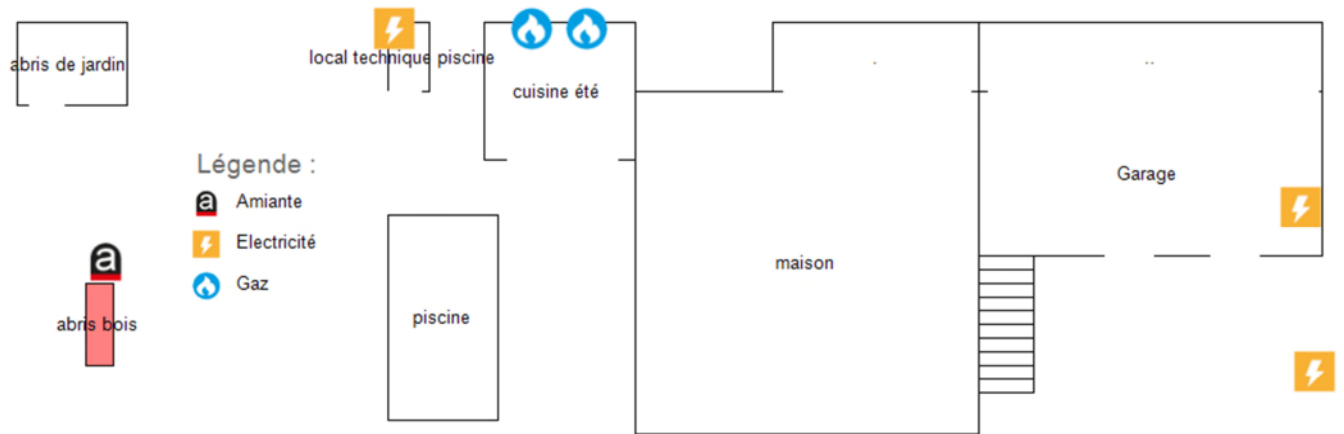 abris de jardin
local technique piscine
cuisine été
Légende :
a Amiante
Electricité
Gaz
a
abris bois
piscine
maison
Garage